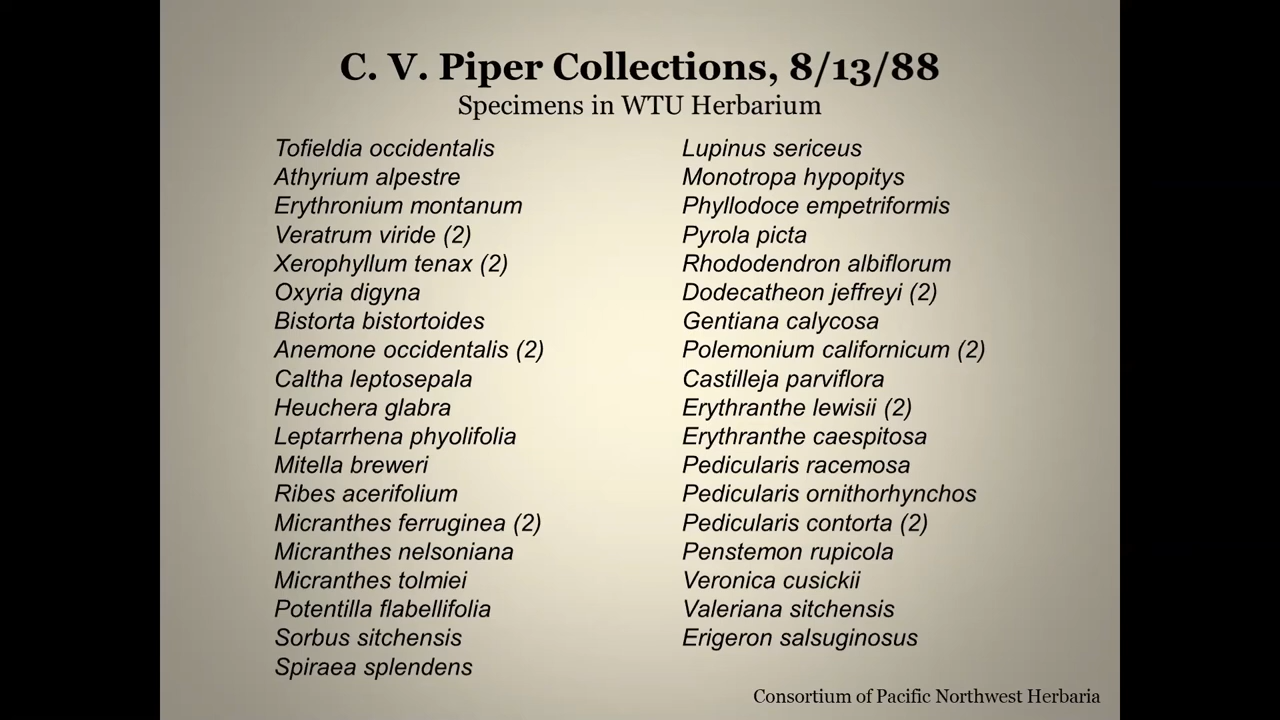 C. V. Piper Collections, 8/13/88
Specimens in WTU Herbarium
Tofieldia occidentalis
Athyrium alpestre
Erythronium montanum
Veratrum viride (2)
Xerophyllum tenax (2)
Oxyria digyna
Bistorta bistortoides
Anemone occidentalis (2)
Caltha leptosepala
Heuchera glabra
Leptarrhena phyolifolia
Mitella breweri
Ribes acerifolium
Micranthes ferruginea (2)
Micranthes nelsoniana
Micranthes tolmiei
Potentilla flabellifolia
Sorbus sitchensis
Spiraea splendens
Lupinus sericeus
Monotropa hypopitys
Phyllodoce empetriformis
Pyrola picta
Rhododendron albiflorum
Dodecatheon jeffreyi (2)
Gentiana calycosa
Polemonium californicum (2)
Castilleja parviflora
Erythranthe lewisii (2)
Erythranthe caespitosa
Pedicularis racemosa
Pedicularis ornithorhynchos
Pedicularis contorta (2)
Penstemon rupicola
Veronica cusickii
Valeriana sitchensis
Erigeron salsuginosus
Consortium of Pacific Northwest Herbaria